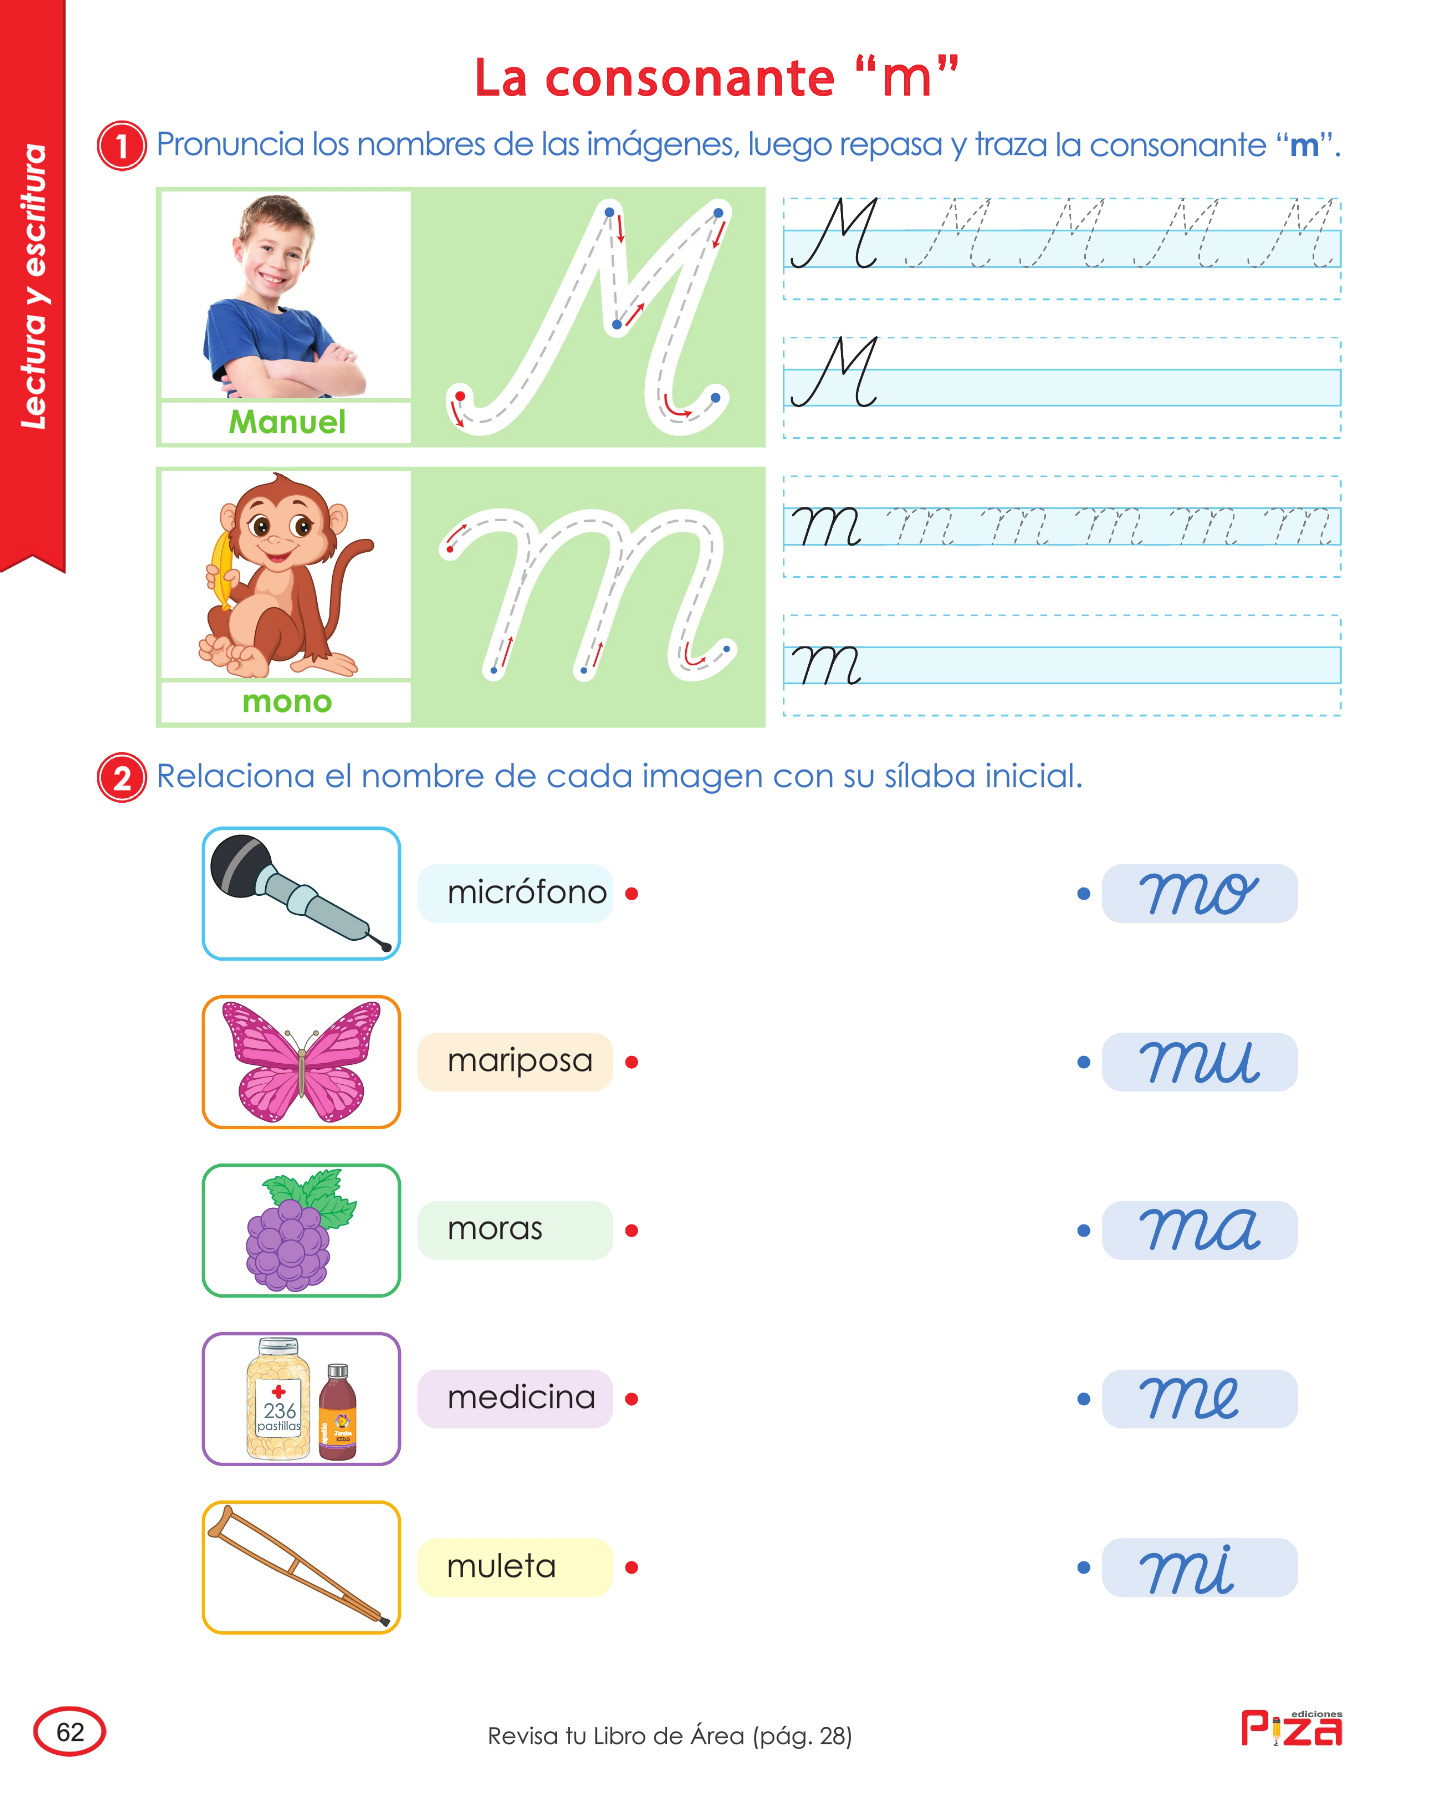 Lectura y escritura
La consonante “m”
1 Pronuncia los nombres de las imágenes, luego repasa y traza la consonante “m”.
Manuel
M
M M M M M
M
mono
m
m m m m m m
m
2 Relaciona el nombre de cada imagen con su sílaba inicial.
micrófono mo
mariposa mu
moras ma
236
pastillas
medicina me
muleta mi
62
Revisa tu Libro de Área (pág. 28)
ediciones
Piza